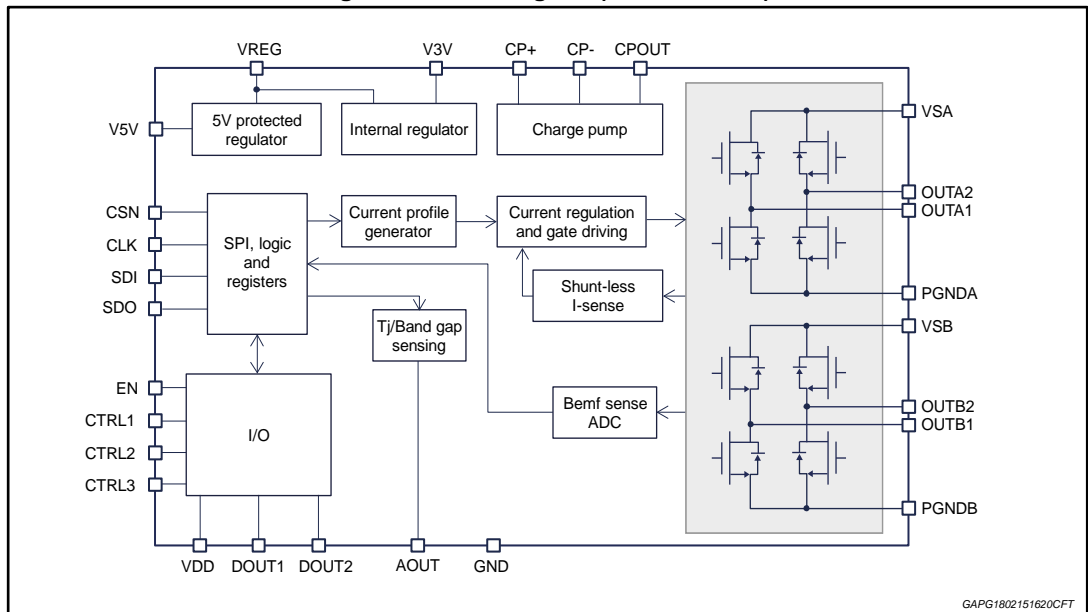 VREG
V3V
CP+
CP-
CPOUT
V5V
5V protected
regulator
Internal regulator
Charge pump
VSA
CSN
CLK
SDI
SDO
SPI, logic
and
registers
Current profile
generator
Current regulation
and gate driving
OUTA2
OUTA1
Shunt-less
I-sense
PGNDA
Tj/Band gap
sensing
VSB
EN
CTRL1
CTRL2
CTRL3
I/O
Bemf sense
ADC
OUTB2
OUTB1
PGNDB
VDD
DOUT1
DOUT2
AOUT
GND
GAPG1802151620CFT